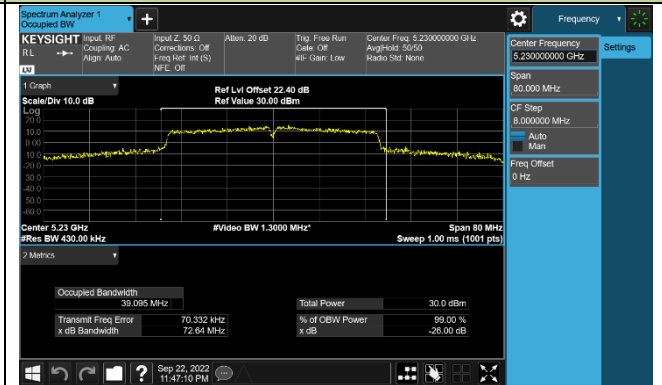 Spectrum Analyzer 1
Occupied BW
+
Frequency
KEYSIGHT
RL
LXI
Input: RF
Coupling: AC
Align: Auto
Input Z: 50 Ω
Corrections: Off
Freq Ref: Int (S)
NFE: Off
Atten: 20 dB
Trig: Free Run
Gate: Off
#IF Gain: Low
Center Freq: 5.230000000 GHz
Avg|Hold: 50/50
Radio Std: None
Center Frequency
5.230000000 GHz
Settings
Span
80.000 MHz
CF Step
8.000000 MHz
Auto
Man
Freq Offset
0 Hz
1 Graph
Scale/Div 10.0 dB
Ref Lvl Offset 22.40 dB
Ref Value 30.00 dBm
Log
20.0
10.0
0.00
-10.0
-20.0
-30.0
-40.0
-50.0
-60.0
Center 5.23 GHz
#Video BW 1.3000 MHz*
Span 80 MHz
#Res BW 430.00 kHz
Sweep 1.00 ms (1001 pts)
2 Metrics
Occupied Bandwidth
39.095 MHz
Total Power 30.0 dBm
Transmit Freq Error 70.332 kHz
% of OBW Power 99.00 %
x dB Bandwidth 72.64 MHz
x dB -26.00 dB
?
Sep 22, 2022
11:47:10 PM